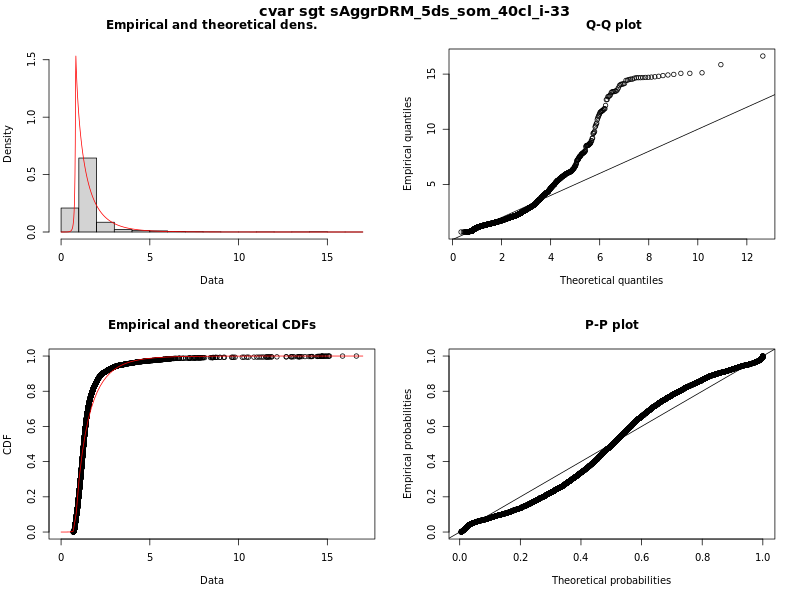 cvar sgt sAggrDRM_5ds_som_40cl_i-33
Empirical and theoretical dens.
Density
0.0 0.5 1.0 1.5
0 5 10 15
Data
Q-Q plot
Empirical quantiles
5 10 15
0 2 4 6 8 10 12
Theoretical quantiles
Empirical and theoretical CDFs
CDF
0.0 0.2 0.4 0.6 0.8 1.0
0 5 10 15
Data
P-P plot
Empirical probabilities
0.0 0.2 0.4 0.6 0.8 1.0
0.0 0.2 0.4 0.6 0.8 1.0
Theoretical probabilities